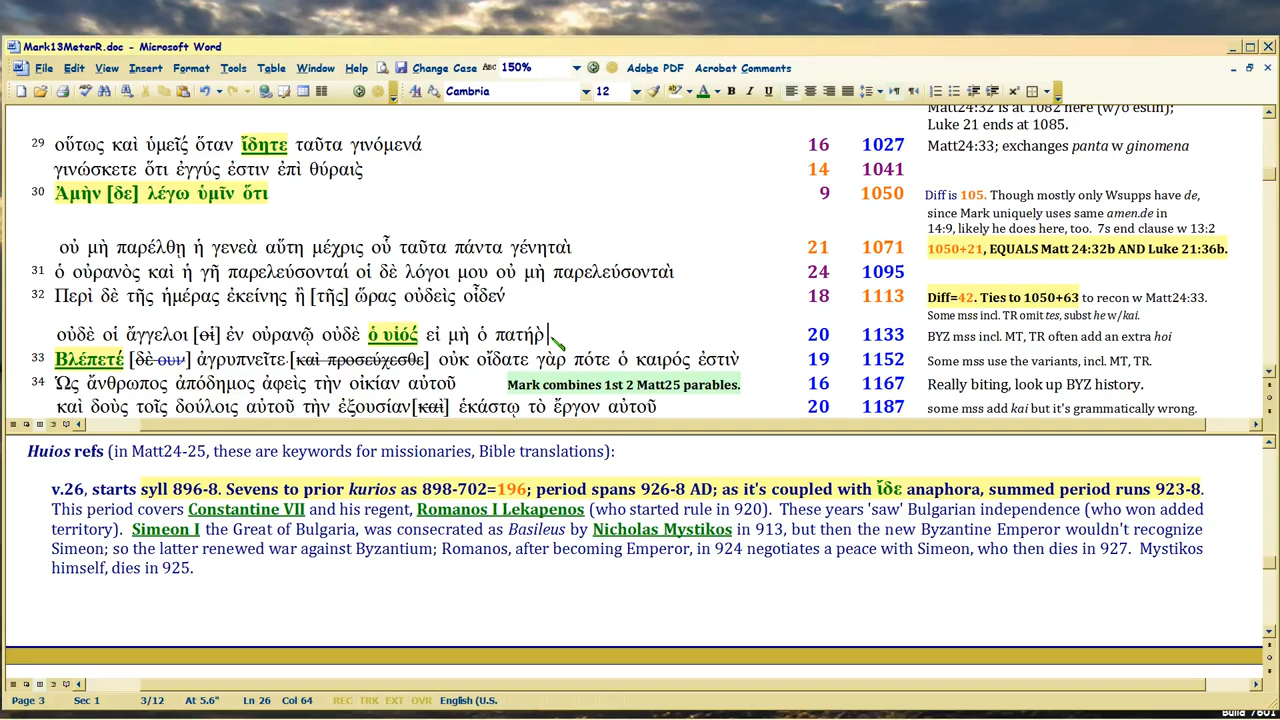 Mark13MeterR.doc - Microsoft Word
File Edit View Insert Format Tools Table Window Help Change Case ABC 150% Adobe PDF Acrobat Comments
Cambria 12 B I U
Matt24:32 is at 1082 here (w/o estin);
Luke 21 ends at 1085.
29 οὕτως καὶ ὑμεῖς ὅταν ἴδητε ταῦτα γινόμενά 16 1027 Matt24:33; exchanges panta w ginomena
γινώσκετε ὅτι ἐγγύς ἐστιν ἐπὶ θύραις 14 1041
30 Ἀμὴν [δε] λέγω ὑμῖν ὅτι 9 1050 Diff is 105. Though mostly only Wsupps have de,
since Mark uniquely uses same amen.de in
14:9, likely he does here, too. 7s end clause w 13:2
οὐ μὴ παρέλθῃ ἡ γενεὰ αὕτη μέχρις οὗ ταῦτα πάντα γένηταὶ 21 1071 1050+21, EQUALS Matt 24:32b AND Luke 21:36b.
31 ὁ οὐρανὸς καὶ ἡ γῆ παρελεύσονταί οἱ δὲ λόγοι μου οὐ μὴ παρελεύσονταὶ 24 1095
32 Περὶ δὲ τῆς ἡμέρας ἐκείνης ἢ [τῆς] ὥρας οὐδεὶς οἶδεν 18 1113 Diff=42. Ties to 1050+63 to recon w Matt24:33.
Some mss incl. TR omit tes, subst he w/kai.
οὐδὲ οἱ ἄγγελοι [οἱ] ἐν οὐρανῷ οὐδὲ ὁ υἱός εἰ μὴ ὁ πατήρ 20 1133 BYZ mss incl. MT, TR often add an extra hoi
33 Βλέπετέ [δὲ ουν] ἀγρυπνεῖτε [καὶ προσεύχεσθε] οὐκ οἴδατε γὰρ πότε ὁ καιρός ἐστιν 19 1152 Some mss use the variants, incl. MT, TR.
34 Ὡς ἄνθρωπος ἀπόδημος ἀφεὶς τὴν οἰκίαν αὐτοῦ Mark combines 1st 2 Matt25 parables. 16 1167 Really biting, look up BYZ history.
καὶ δοὺς τοῖς δούλοις αὐτοῦ τὴν ἐξουσίαν[καὶ] ἑκάστῳ τὸ ἔργον αὐτοῦ 20 1187 some mss add kai but it's grammatically wrong.
Huios refs (in Matt24-25, these are keywords for missionaries, Bible translations):
v.26, starts syll 896-8. Sevens to prior kurios as 898-702=196; period spans 926-8 AD; as it's coupled with ἴδε anaphora, summed period runs 923-8.
This period covers Constantine VII and his regent, Romanos I Lekapenos (who started rule in 920). These years 'saw' Bulgarian independence (who won added
territory). Simeon I the Great of Bulgaria, was consecrated as Basileus by Nicholas Mystikos in 913, but then the new Byzantine Emperor wouldn't recognize
Simeon; so the latter renewed war against Byzantium; Romanos, after becoming Emperor, in 924 negotiates a peace with Simeon, who then dies in 927. Mystikos
himself, dies in 925.
Page 3 Sec 1 3/12 At 5.6" Ln 26 Col 64 REC TRK EXT OVR English (U.S.
Build 7601